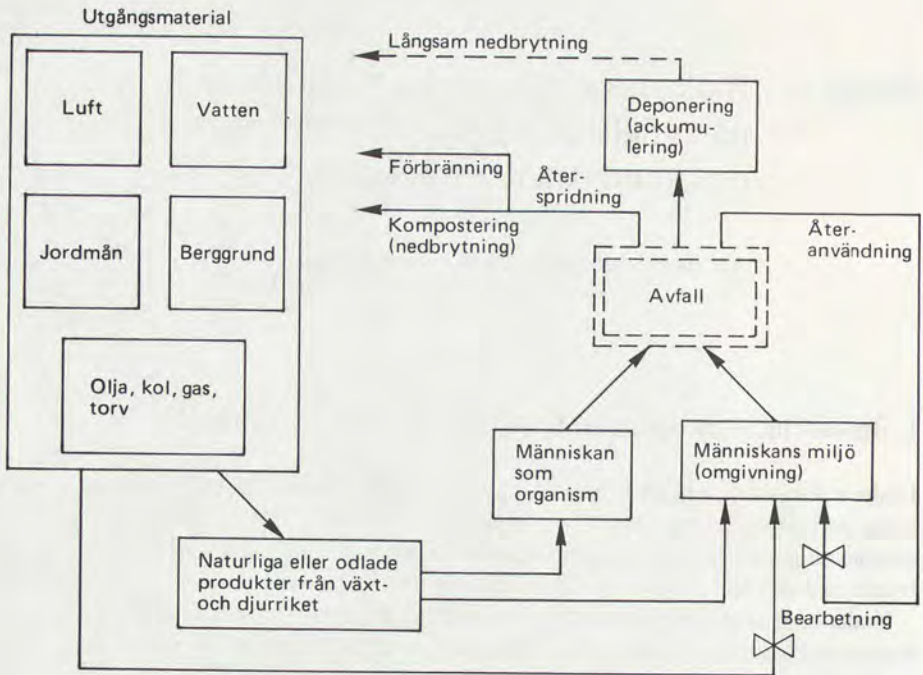 Utgångsmaterial
Luft
Vatten
Jordmån
Berggrund
Olja, kol, gas,
torv
Långsam nedbrytning
Deponering
(ackumu-
lering)
Förbränning
Åter-
spridning
Kompostering
(nedbrytning)
Åter-
användning
Avfall
Människan
som
organism
Människans miljö
(omgivning)
Naturliga eller odlade
produkter från växt-
och djurriket
Bearbetning